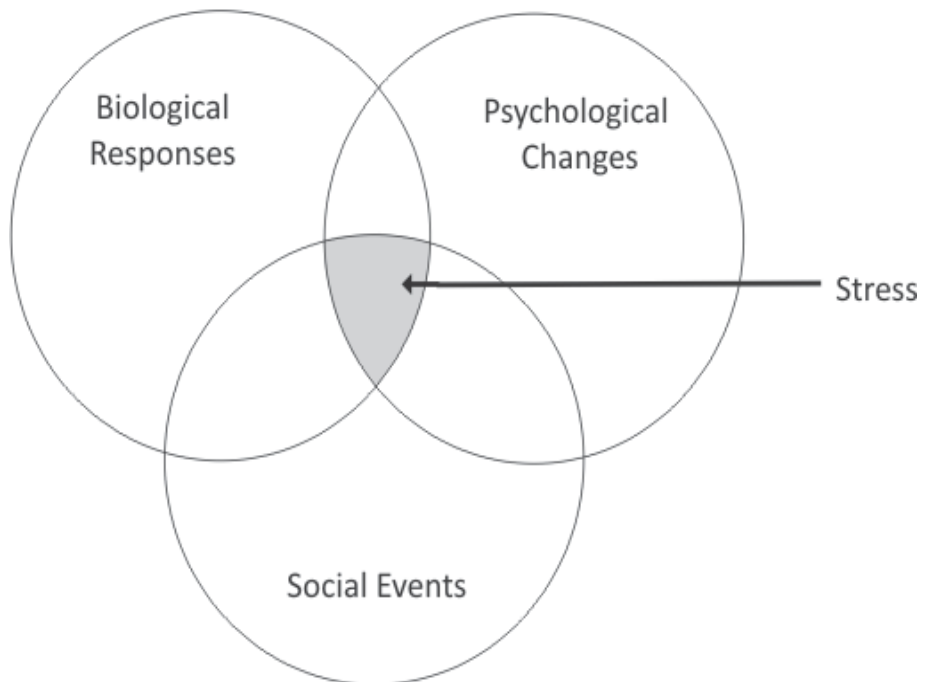 Biological
Responses
Psychological
Changes
Stress
Social Events